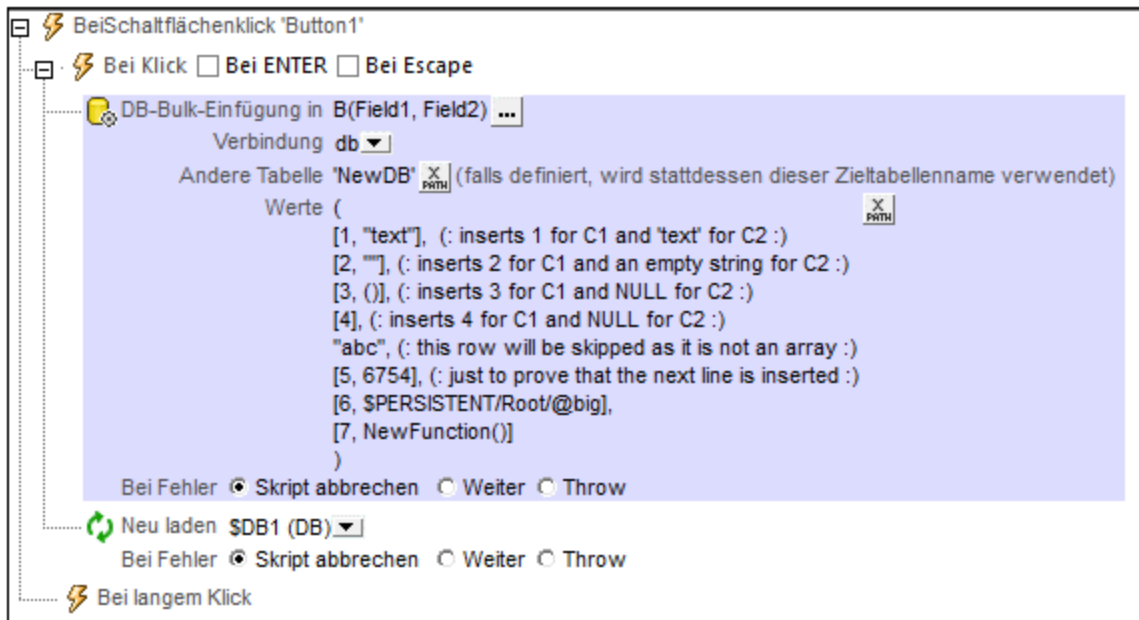 BeiSchaltflächenklick 'Button1'
Bei Klick Bei ENTER Bei Escape
DB-Bulk-Einfügung in B(Field1, Field2) ...
Verbindung db
Andere Tabelle 'NewDB' X PATH (falls definiert, wird stattdessen dieser Zieltabellenname verwendet)
Werte ( X PATH
[1, "text"], (: inserts 1 for C1 and 'text' for C2 :)
[2, ""], (: inserts 2 for C1 and an empty string for C2 :)
[3, ()], (: inserts 3 for C1 and NULL for C2 :)
[4], (: inserts 4 for C1 and NULL for C2 :)
"abc", (: this row will be skipped as it is not an array :)
[5, 6754], (: just to prove that the next line is inserted :)
[6, $PERSISTENT/Root/@big],
[7, NewFunction()]
)
Bei Fehler Skript abbrechen Weiter Throw
Neu laden $DB1 (DB)
Bei Fehler Skript abbrechen Weiter Throw
Bei langem Klick